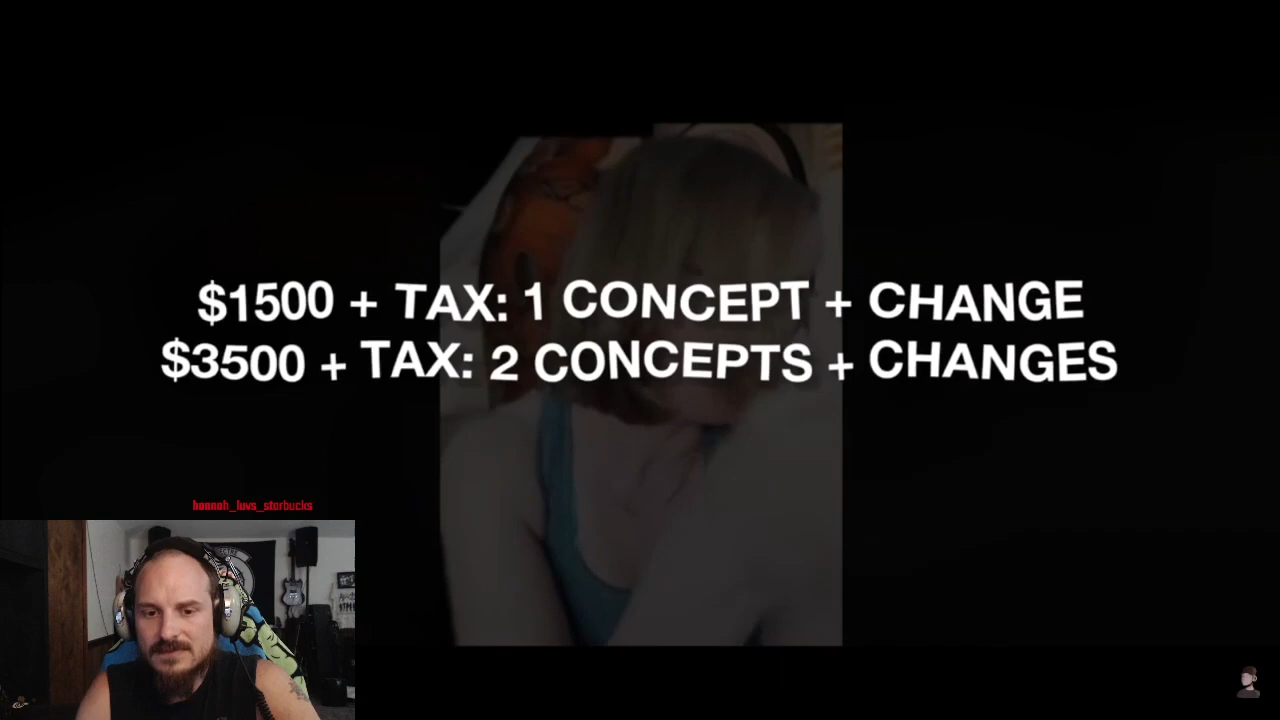 $1500 + TAX: 1 CONCEPT + CHANGE
$3500 + TAX: 2 CONCEPTS + CHANGES
hannah_luvs_starbucks